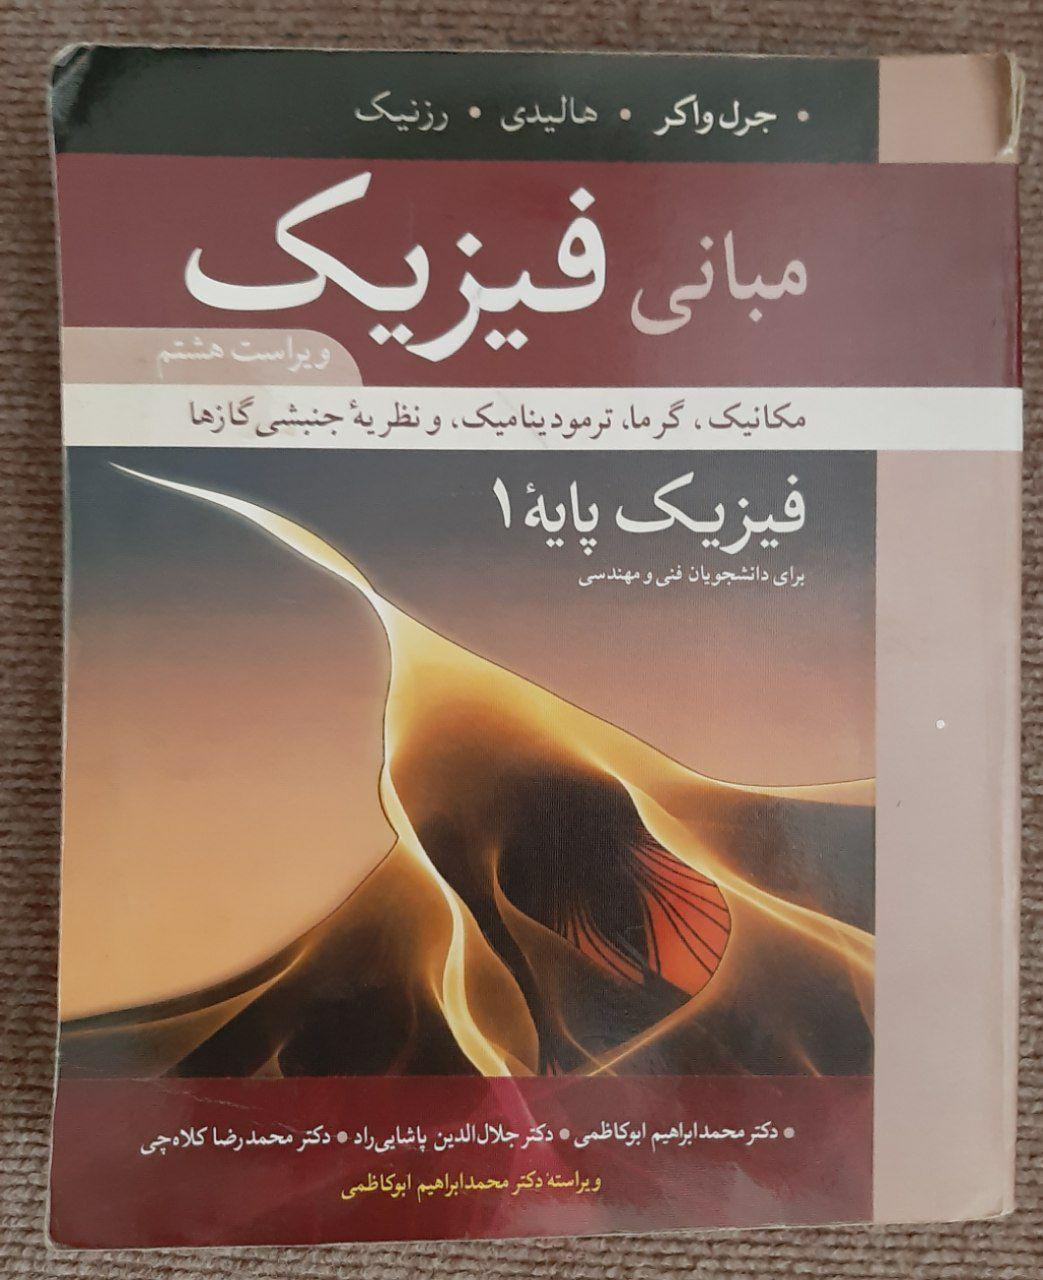 • جرل واکر • هالیدی • رزنیک
مبانی فیزیک
ویراست هشتم
مکانیک، گرما، ترمودینامیک، و نظریهٔ جنبشی گازها
فیزیک پایهٔ ۱
برای دانشجویان فنی و مهندسی
• دکتر محمدابراهیم ابوکاظمی • دکتر جلال‌الدین پاشایی‌راد • دکتر محمدرضا کلاه‌چی
ویراستهٔ دکتر محمدابراهیم ابوکاظمی